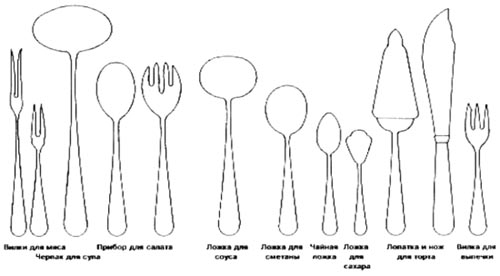 Вилки для мяса
Черпак для супа
Прибор для салата
Ложка для
соуса
Ложка для
сметаны
Чайная
ложка
Ложка
для
сахара
Лопатка и нож
для торта
Вилка для
выпечки